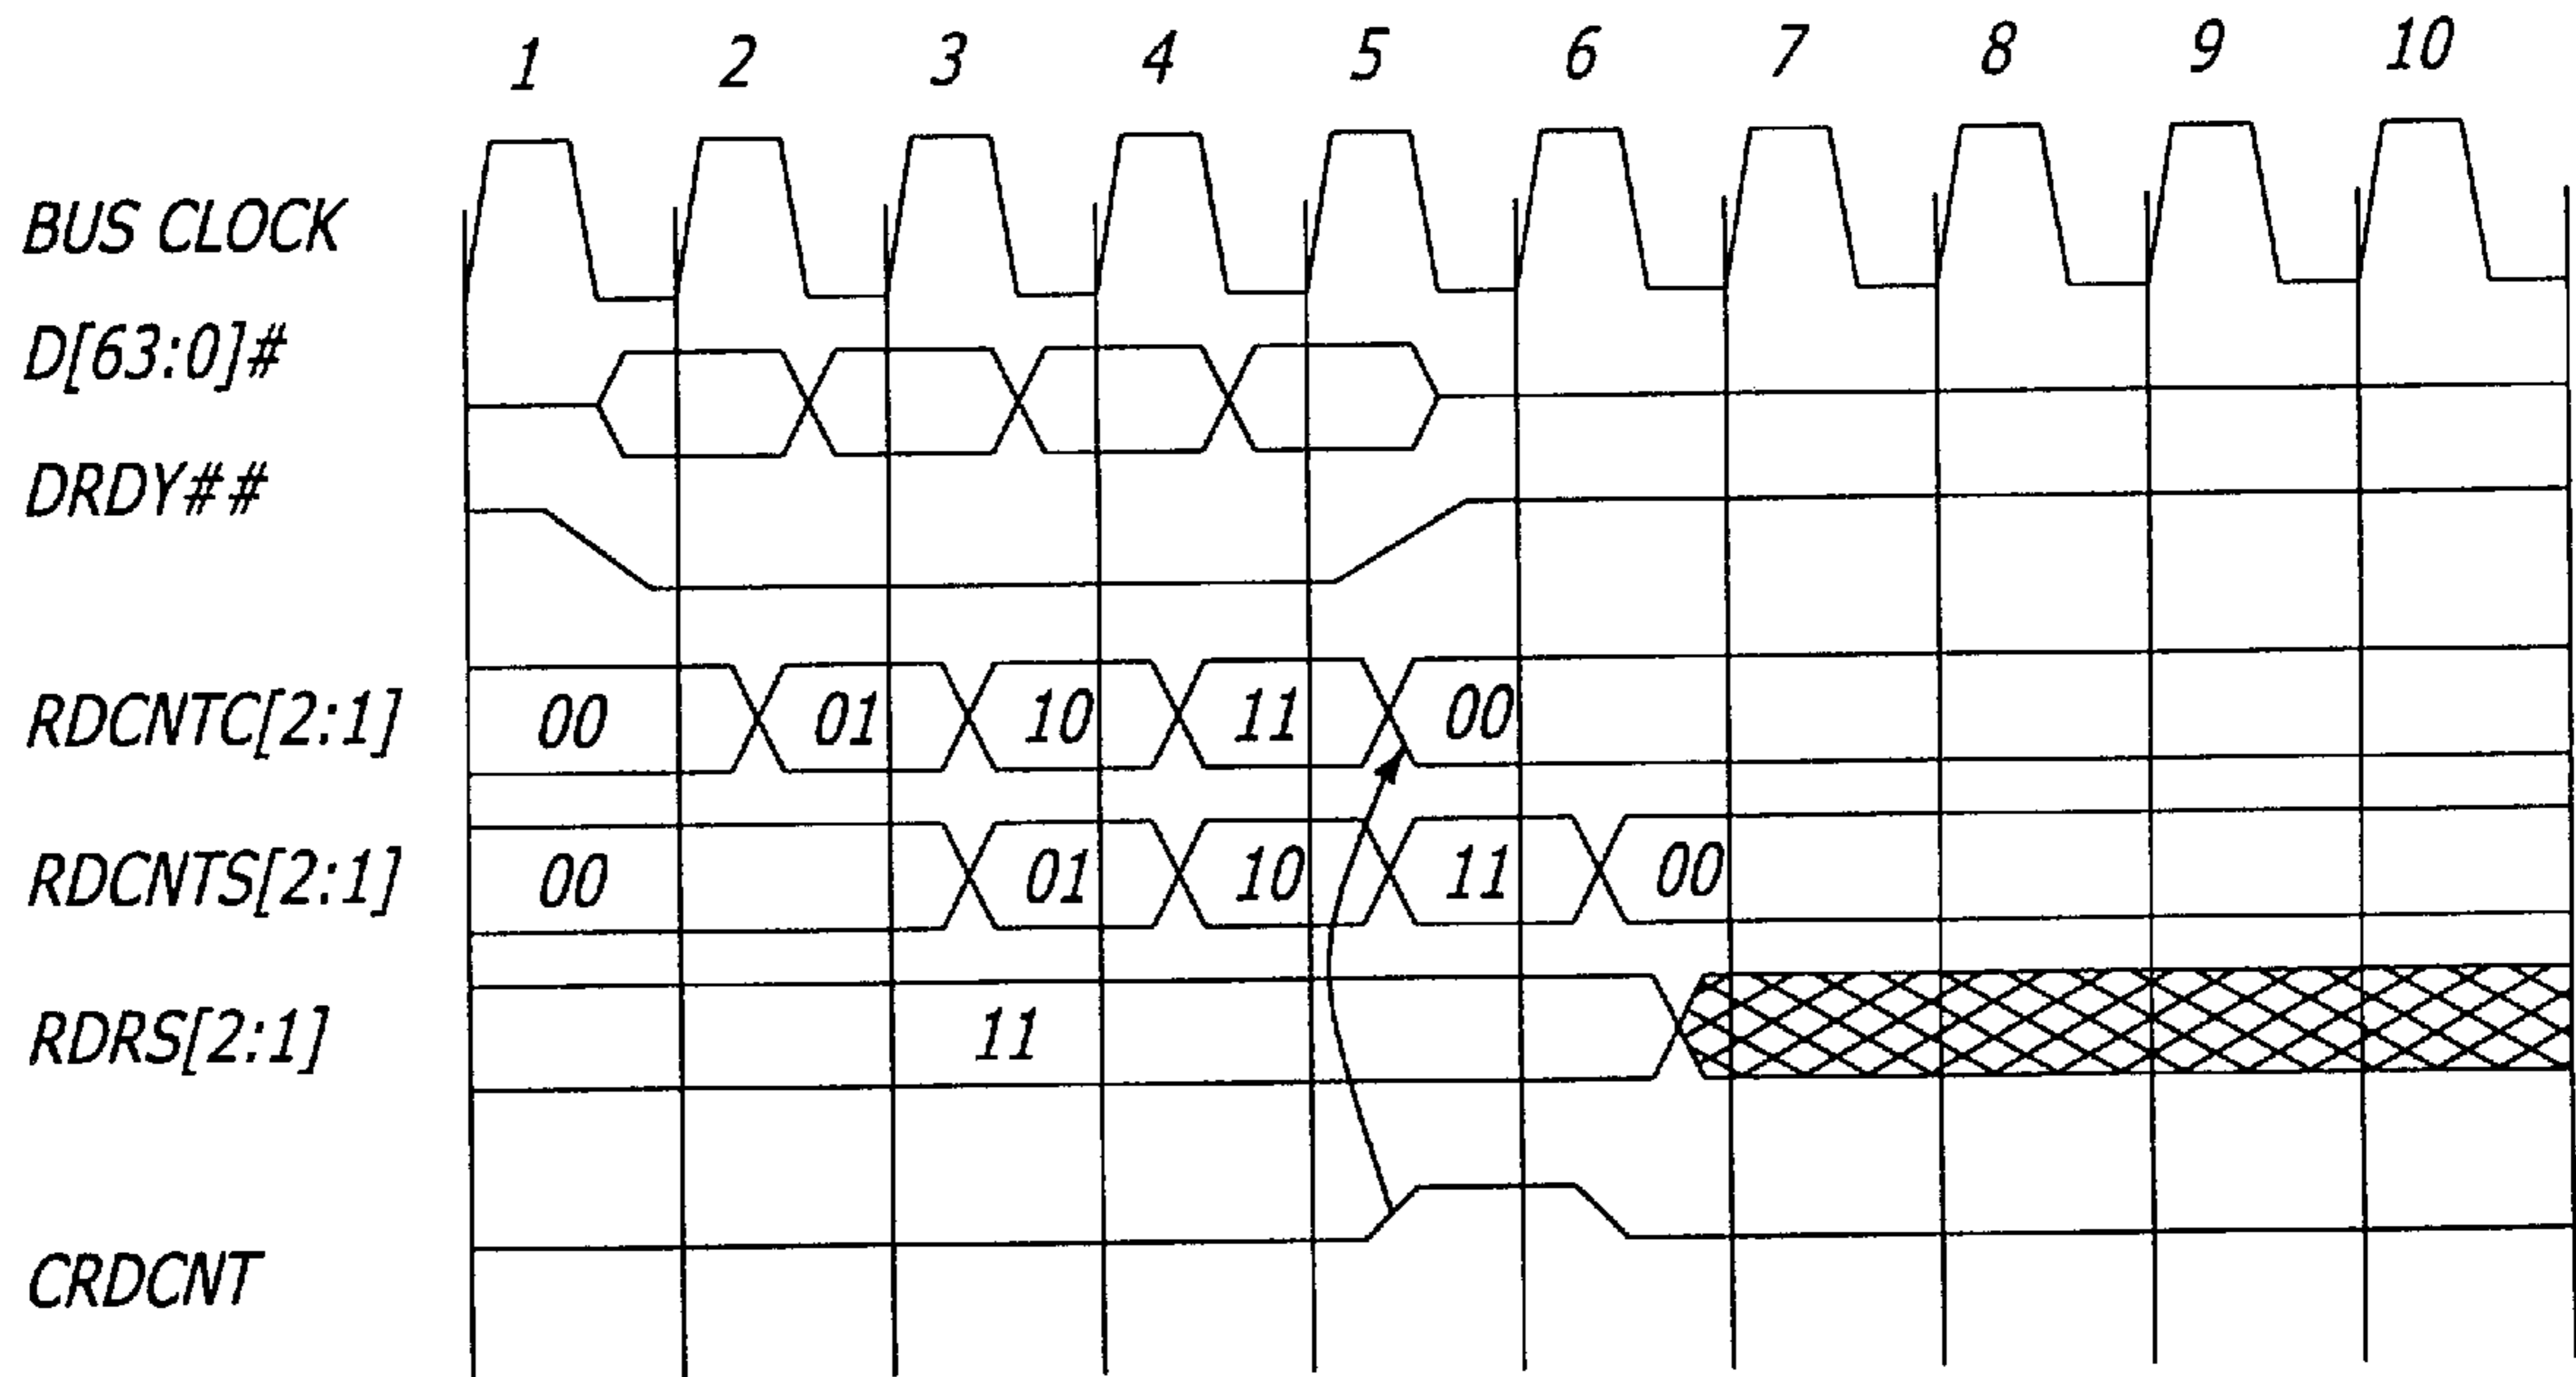 1 2 3 4 5 6 7 8 9 10
BUS CLOCK
D[63:0]#
DRDY##
RDCNTC[2:1] 00 01 10 11 00
RDCNTS[2:1] 00 01 10 11 00
RDRS[2:1] 11
CRDCNT